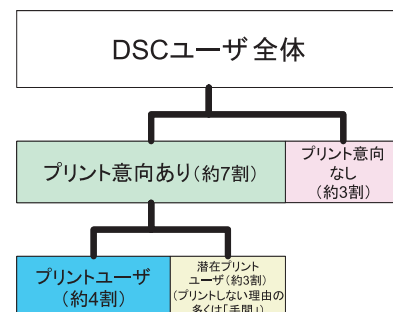 DSCユーザ全体
プリント意向あり(約7割)
プリント意向
なし
(約3割)
プリントユーザ
(約4割)
潜在プリント
ユーザ(約3割)
(プリントしない理由の
多くは「手間」)